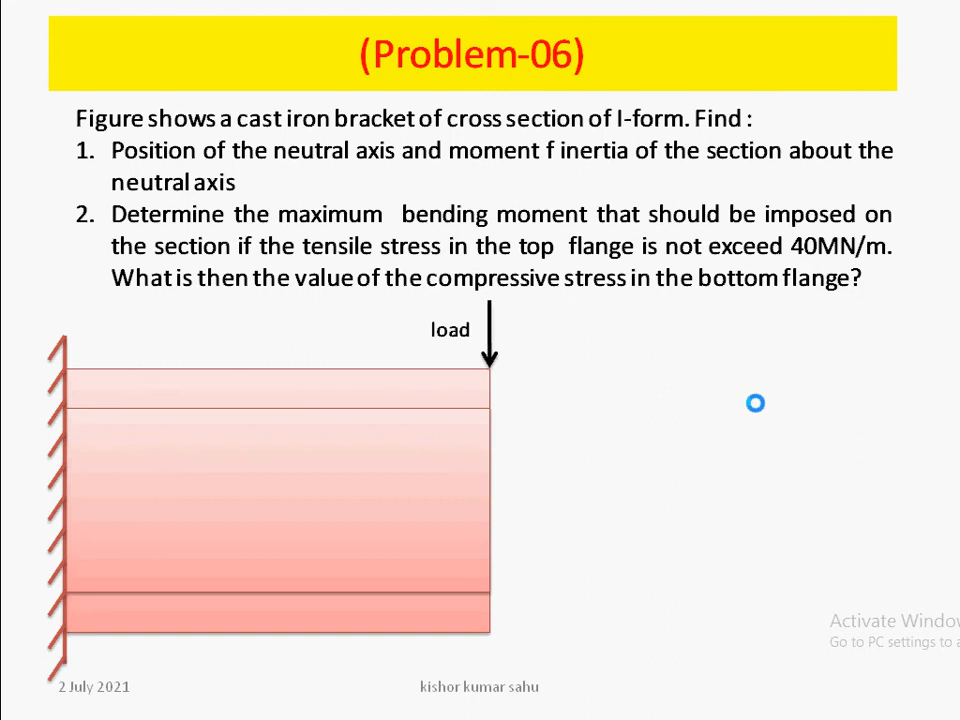 (Problem-06)
Figure shows a cast iron bracket of cross section of I-form. Find :
1. Position of the neutral axis and moment f inertia of the section about the
neutral axis
2. Determine the maximum bending moment that should be imposed on
the section if the tensile stress in the top flange is not exceed 40MN/m.
What is then the value of the compressive stress in the bottom flange?
load
Activate Window
Go to PC settings to a
2 July 2021
kishor kumar sahu